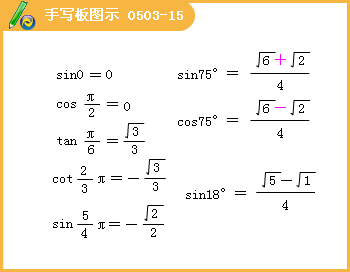 手写板图示 0503-15
sin0 = 0
cos π/2 = 0
tan π/6 = √3/3
cot 2/3 π = -√3/3
sin 5/4 π = -√2/2
sin75° = (√6+√2)/4
cos75° = (√6-√2)/4
sin18° = (√5-√1)/4